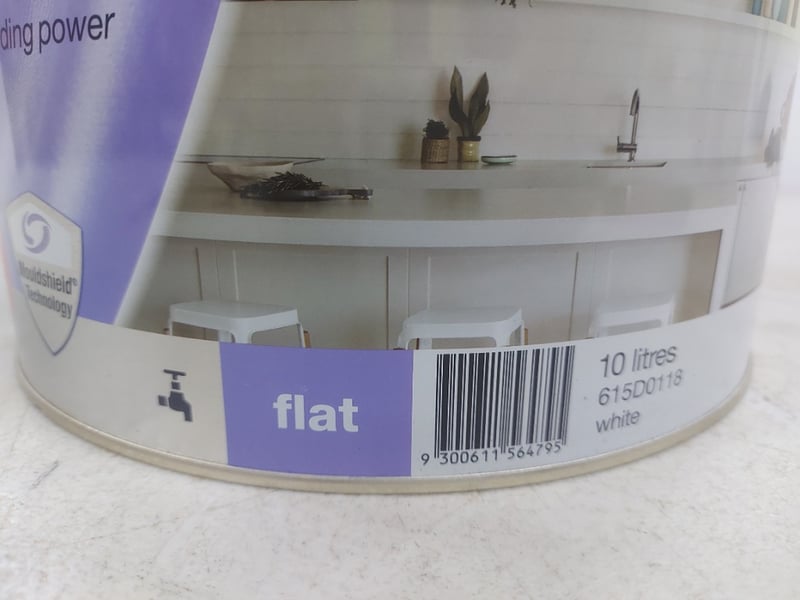 ding power
Mouldshield®
Technology
flat
9 300611 564795
10 litres
615D0118
white